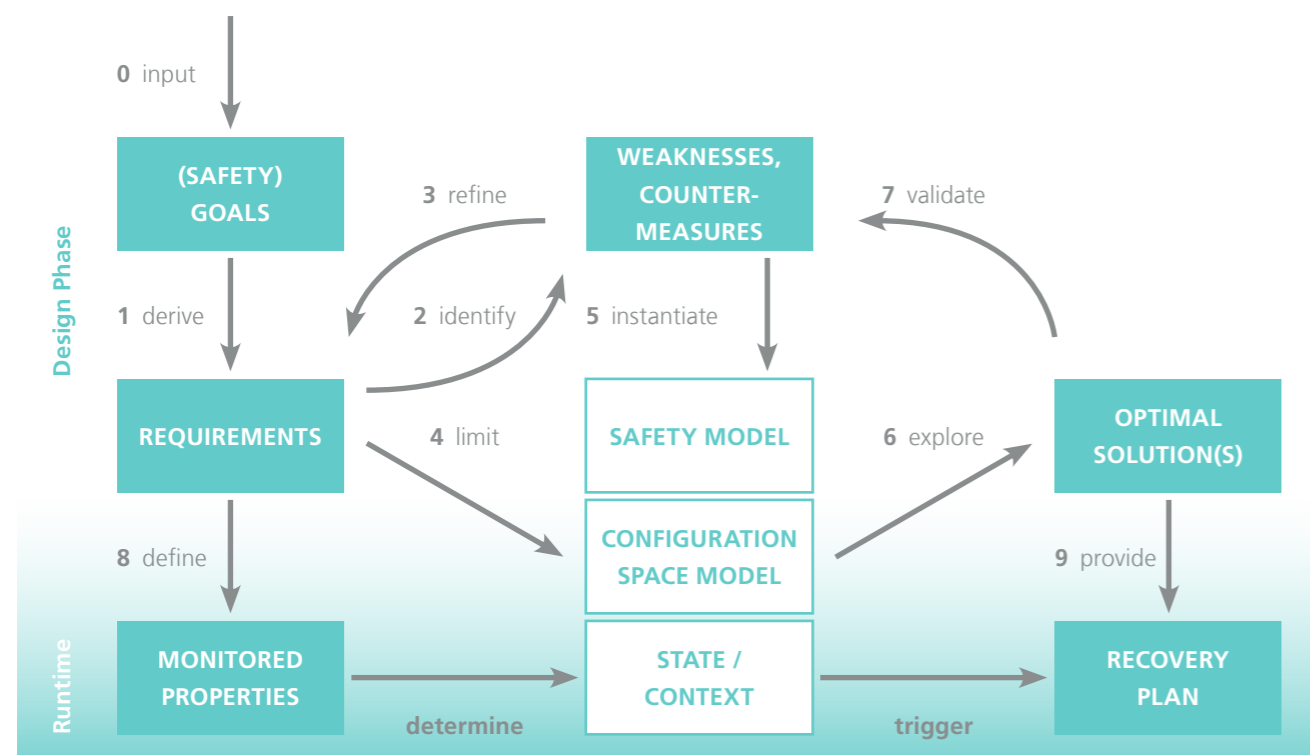 0 input
(SAFETY)
GOALS
WEAKNESSES,
COUNTER-
MEASURES
3 refine
7 validate
Design Phase
1 derive
2 identify
5 instantiate
REQUIREMENTS
4 limit
SAFETY MODEL
6 explore
OPTIMAL
SOLUTION(S)
8 define
CONFIGURATION
SPACE MODEL
9 provide
Runtime
MONITORED
PROPERTIES
determine
STATE /
CONTEXT
trigger
RECOVERY
PLAN